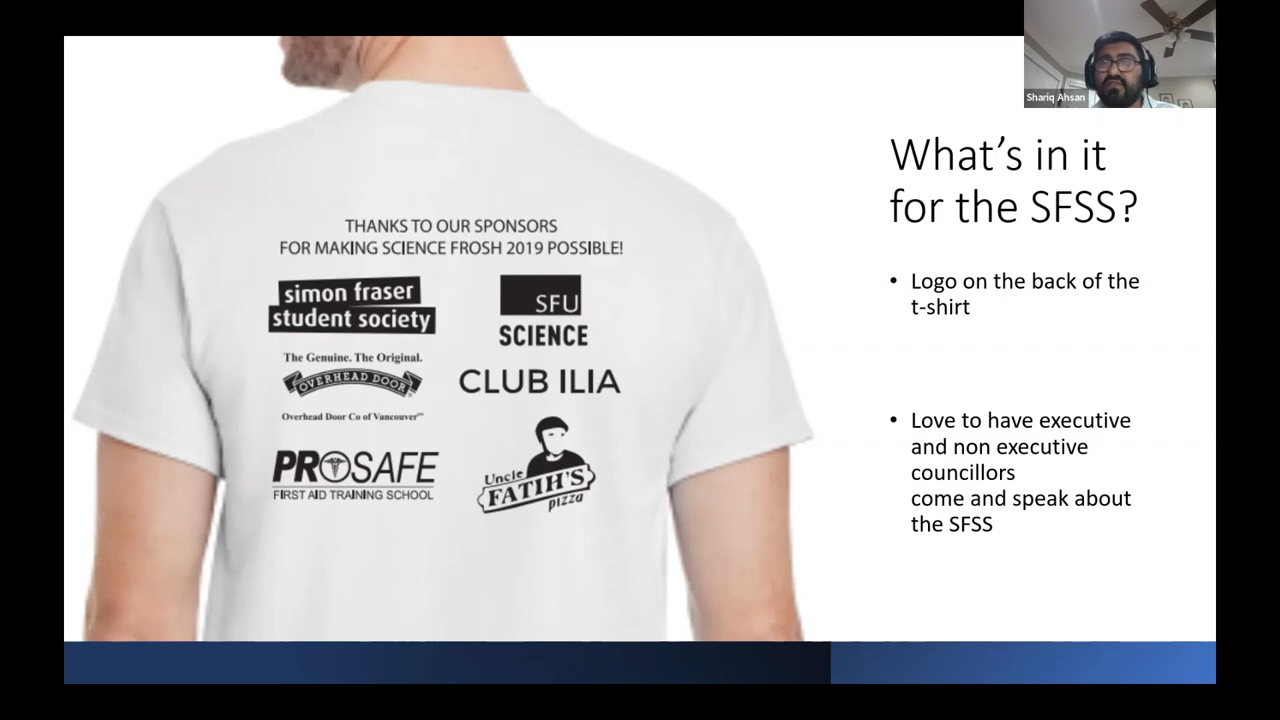 Shariq Ahsan
What's in it
for the SFSS?
• Logo on the back of the
t-shirt
• Love to have executive
and non executive
councillors
come and speak about
the SFSS
THANKS TO OUR SPONSORS
FOR MAKING SCIENCE FROSH 2019 POSSIBLE!
simon fraser
student society
SFU
SCIENCE
The Genuine. The Original.
OVERHEAD DOOR
Overhead Door Co of Vancouver™
CLUB ILIA
PROSAFE
FIRST AID TRAINING SCHOOL
Uncle
FATIH'S
pizza